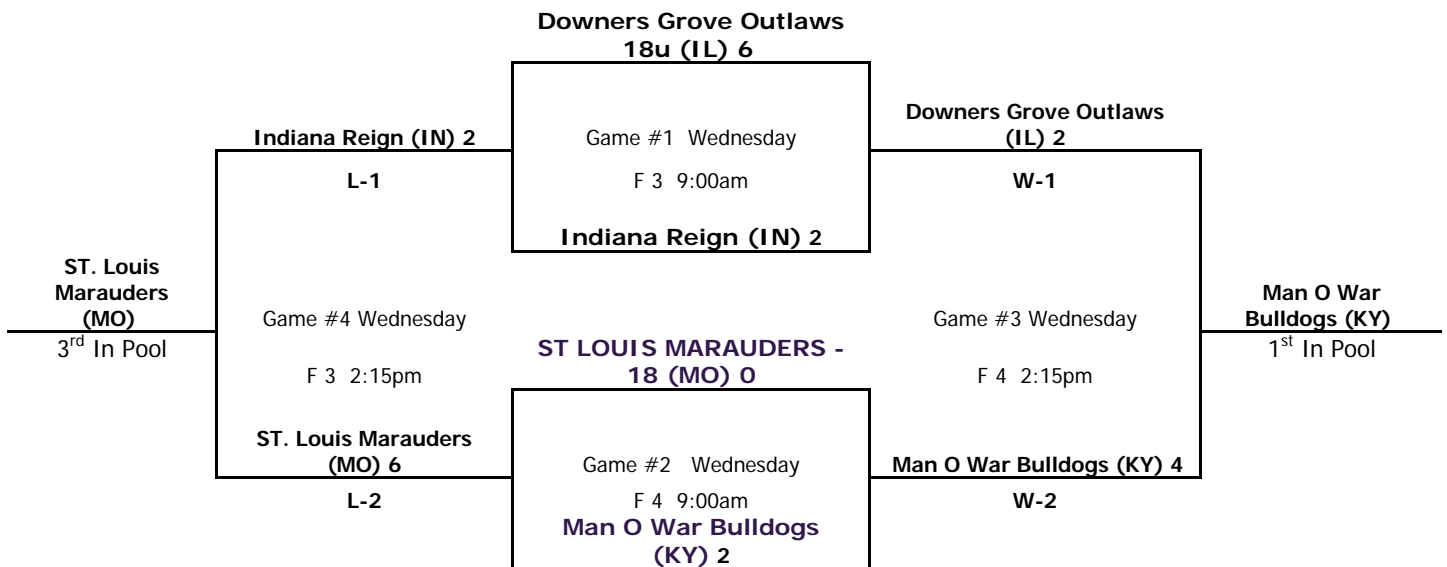 Downers Grove Outlaws
18u (IL) 6
Indiana Reign (IN) 2
Game #1 Wednesday
Downers Grove Outlaws
(IL) 2
L-1
F 3 9:00am
W-1
Indiana Reign (IN) 2
ST. Louis
Marauders
(MO)
3rd In Pool
Game #4 Wednesday
F 3 2:15pm
ST LOUIS MARAUDERS -
18 (MO) 0
Game #3 Wednesday
F 4 2:15pm
Man O War
Bulldogs (KY)
1st In Pool
ST. Louis Marauders
(MO) 6
L-2
Game #2 Wednesday
F 4 9:00am
Man O War Bulldogs
(KY) 2
Man O War Bulldogs (KY) 4
W-2